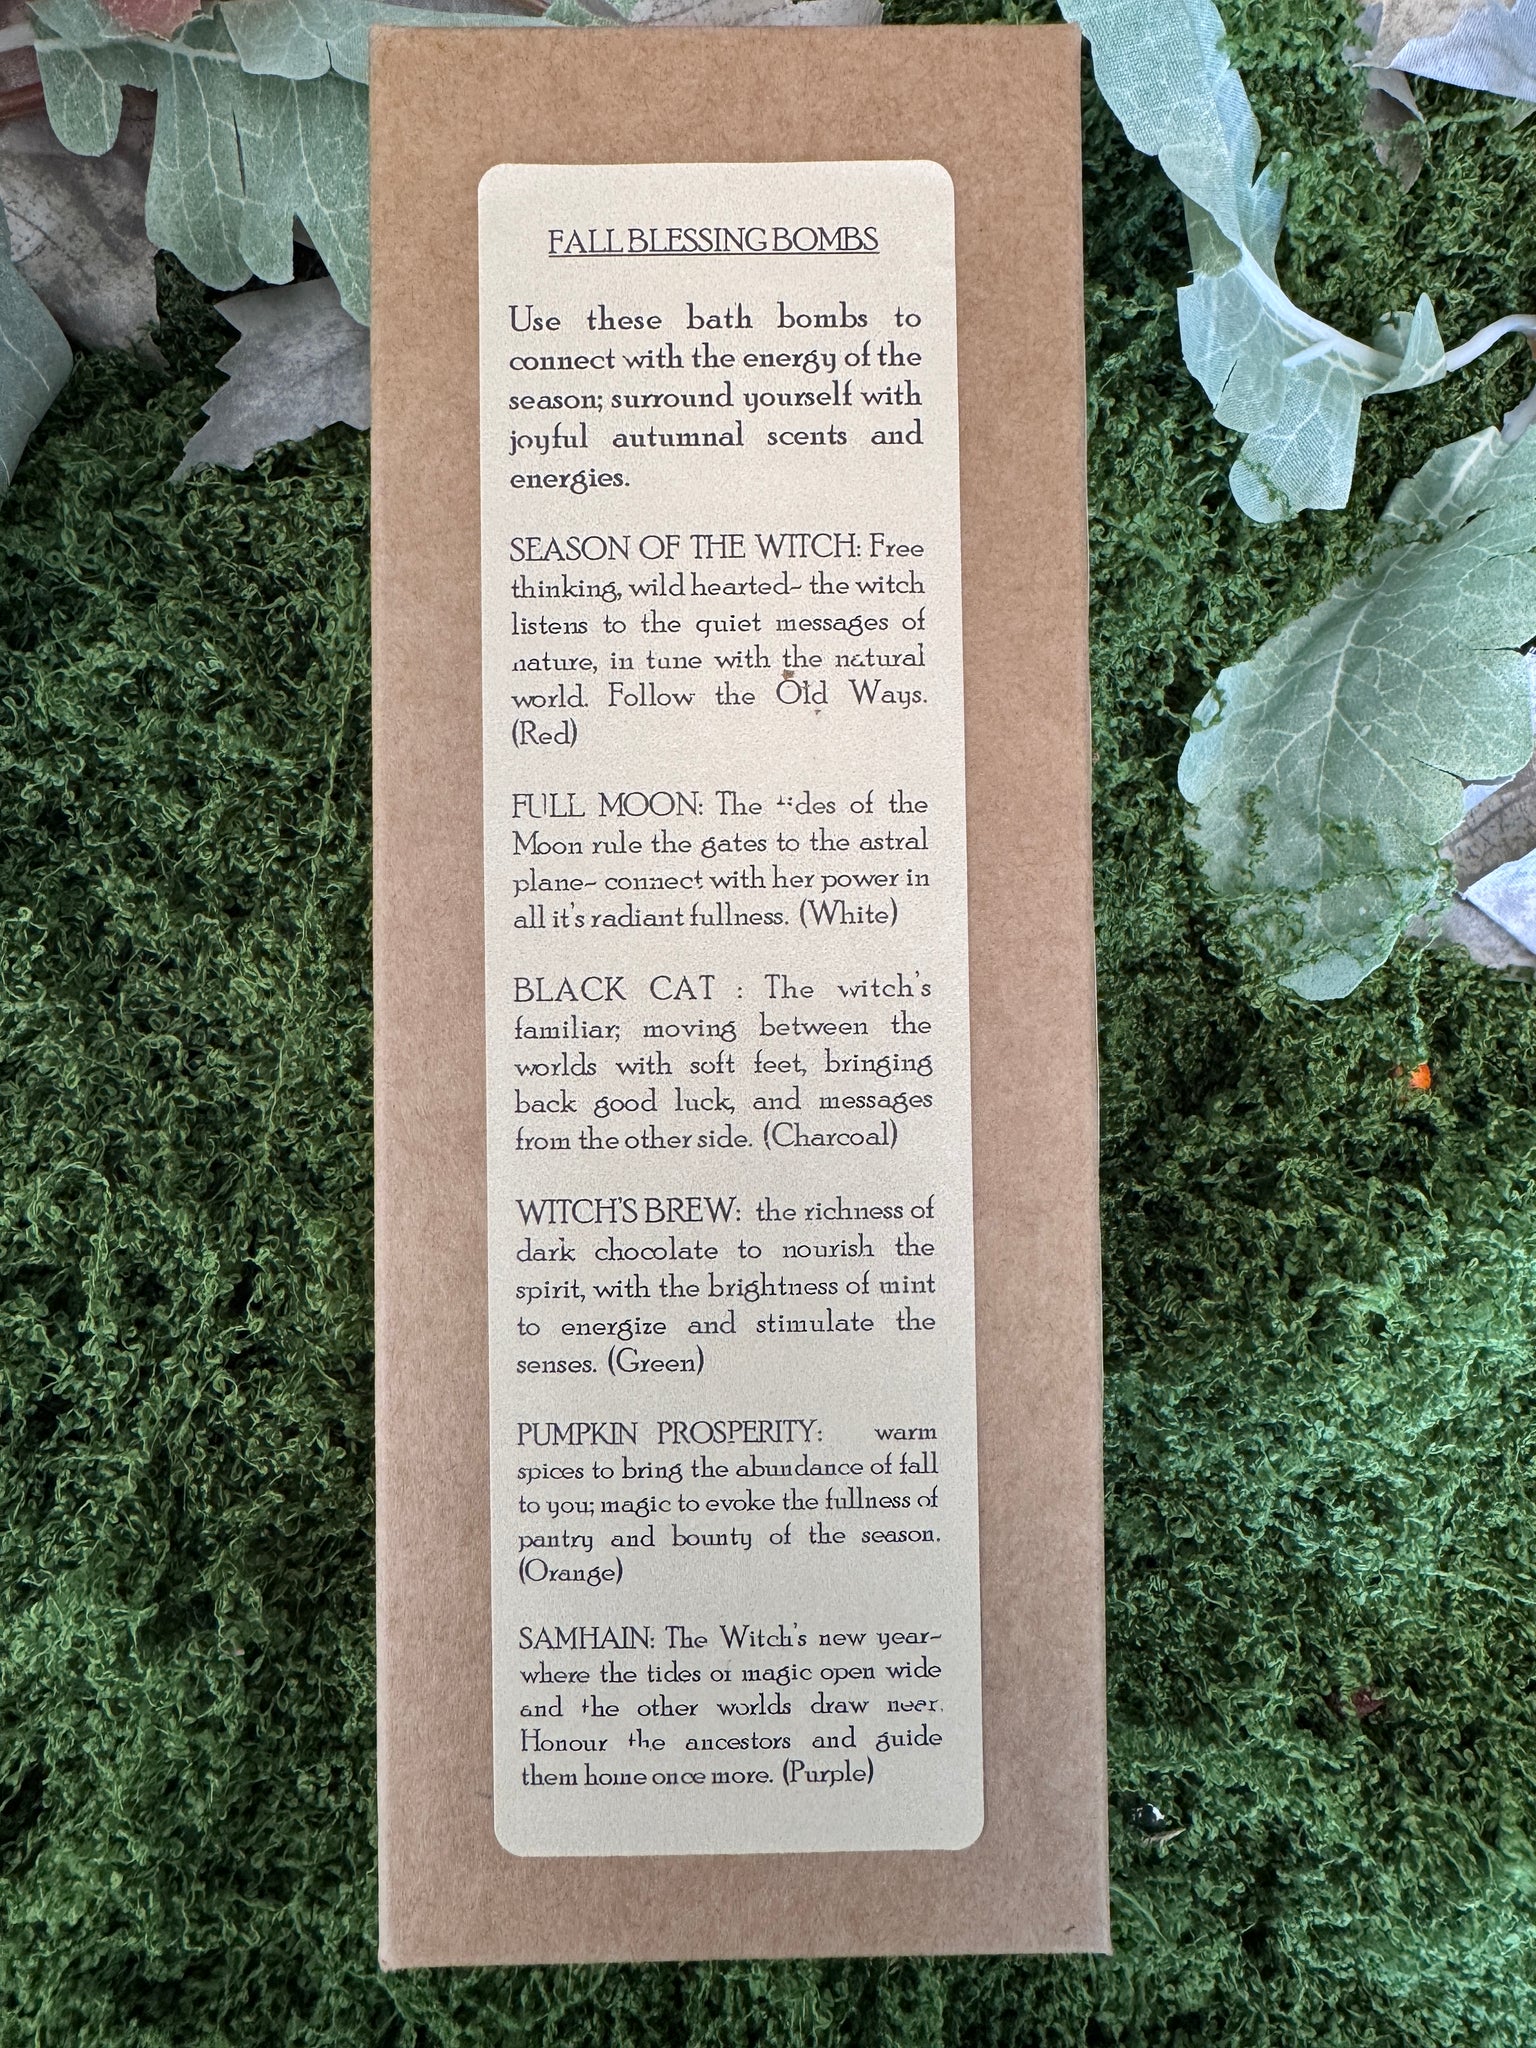 FALL BLESSING BOMBS
Use these bath bombs to
connect with the energy of the
season; surround yourself with
joyful autumnal scents and
energies.
SEASON OF THE WITCH: Free
thinking, wild hearted- the witch
listens to the quiet messages of
nature, in tune with the natural
world. Follow the Old Ways.
(Red)
FULL MOON: The tides of the
Moon rule the gates to the astral
plane- connect with her power in
all it's radiant fullness. (White)
BLACK CAT : The witch's
familiar; moving between the
worlds with soft feet, bringing
back good luck, and messages
from the other side. (Charcoal)
WITCH'S BREW: the richness of
dark chocolate to nourish the
spirit, with the brightness of mint
to energize and stimulate the
senses. (Green)
PUMPKIN PROSPERITY: warm
spices to bring the abundance of fall
to you; magic to evoke the fullness of
pantry and bounty of the season.
(Orange)
SAMHAIN: The Witch's new year-
where the tides of magic open wide
and the other worlds draw near.
Honour the ancestors and guide
them home once more. (Purple)